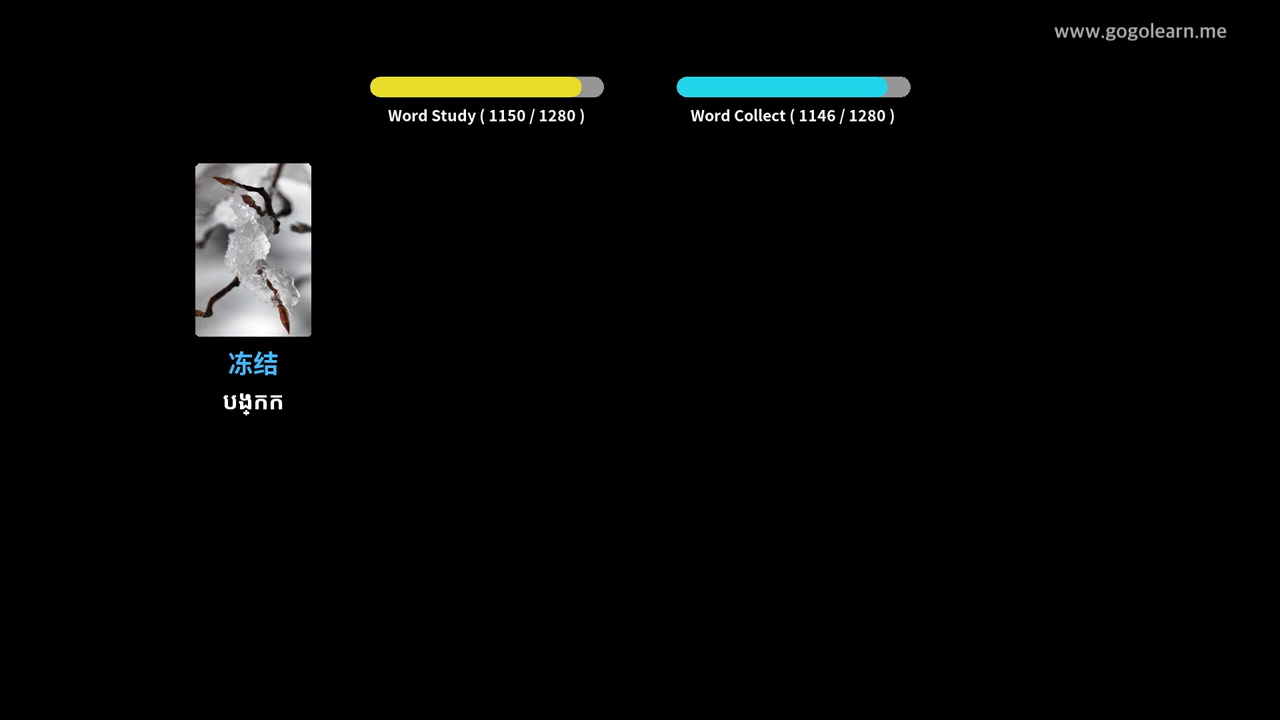 www.gogolearn.me
Word Study ( 1150 / 1280 )
Word Collect ( 1146 / 1280 )
冻结
បង្កក